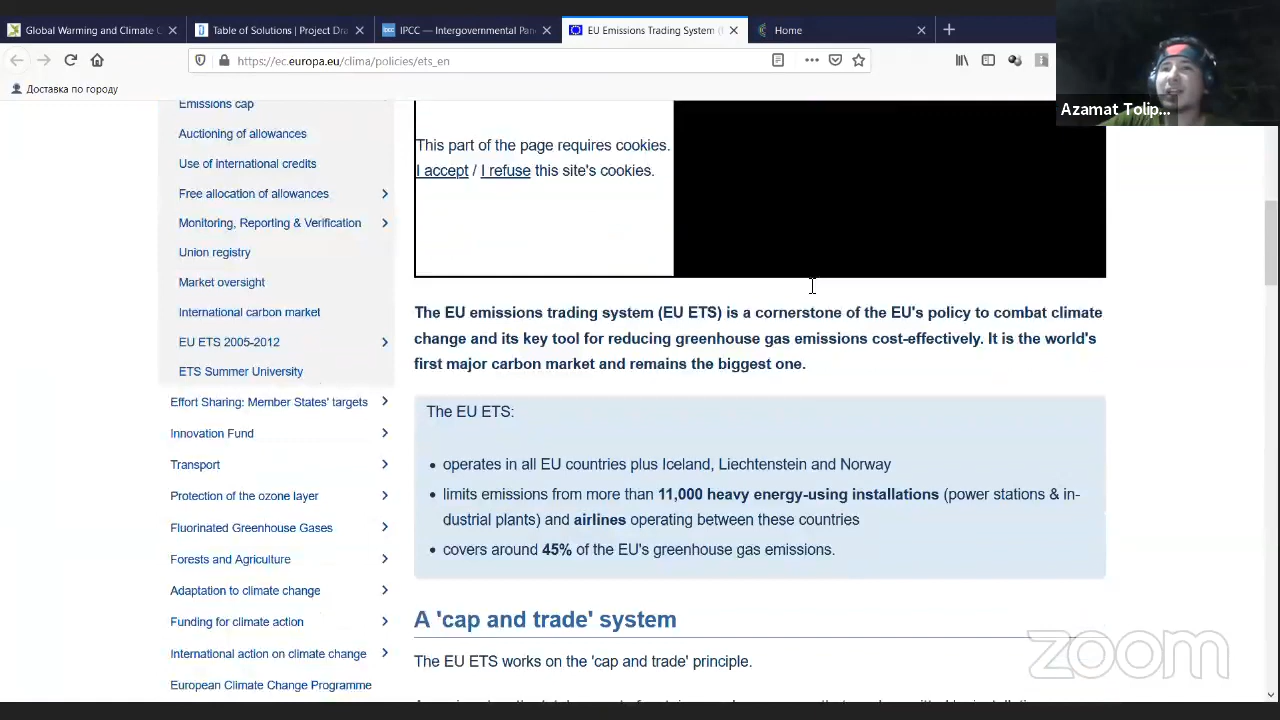 Global Warming and Climate C
Table of Solutions | Project Dra
IPCC — Intergovernmental Pan
EU Emissions Trading System (
Home
https://ec.europa.eu/clima/policies/ets_en
Доставка по городу
Azamat Tolip...
Emissions cap
Auctioning of allowances
Use of international credits
Free allocation of allowances
Monitoring, Reporting & Verification
Union registry
Market oversight
International carbon market
EU ETS 2005-2012
ETS Summer University
Effort Sharing: Member States' targets
Innovation Fund
Transport
Protection of the ozone layer
Fluorinated Greenhouse Gases
Forests and Agriculture
Adaptation to climate change
Funding for climate action
International action on climate change
European Climate Change Programme
This part of the page requires cookies.
I accept / I refuse this site's cookies.
The EU emissions trading system (EU ETS) is a cornerstone of the EU's policy to combat climate
change and its key tool for reducing greenhouse gas emissions cost-effectively. It is the world's
first major carbon market and remains the biggest one.
The EU ETS:
• operates in all EU countries plus Iceland, Liechtenstein and Norway
• limits emissions from more than 11,000 heavy energy-using installations (power stations & in-
dustrial plants) and airlines operating between these countries
• covers around 45% of the EU's greenhouse gas emissions.
A 'cap and trade' system
The EU ETS works on the 'cap and trade' principle.
zoom